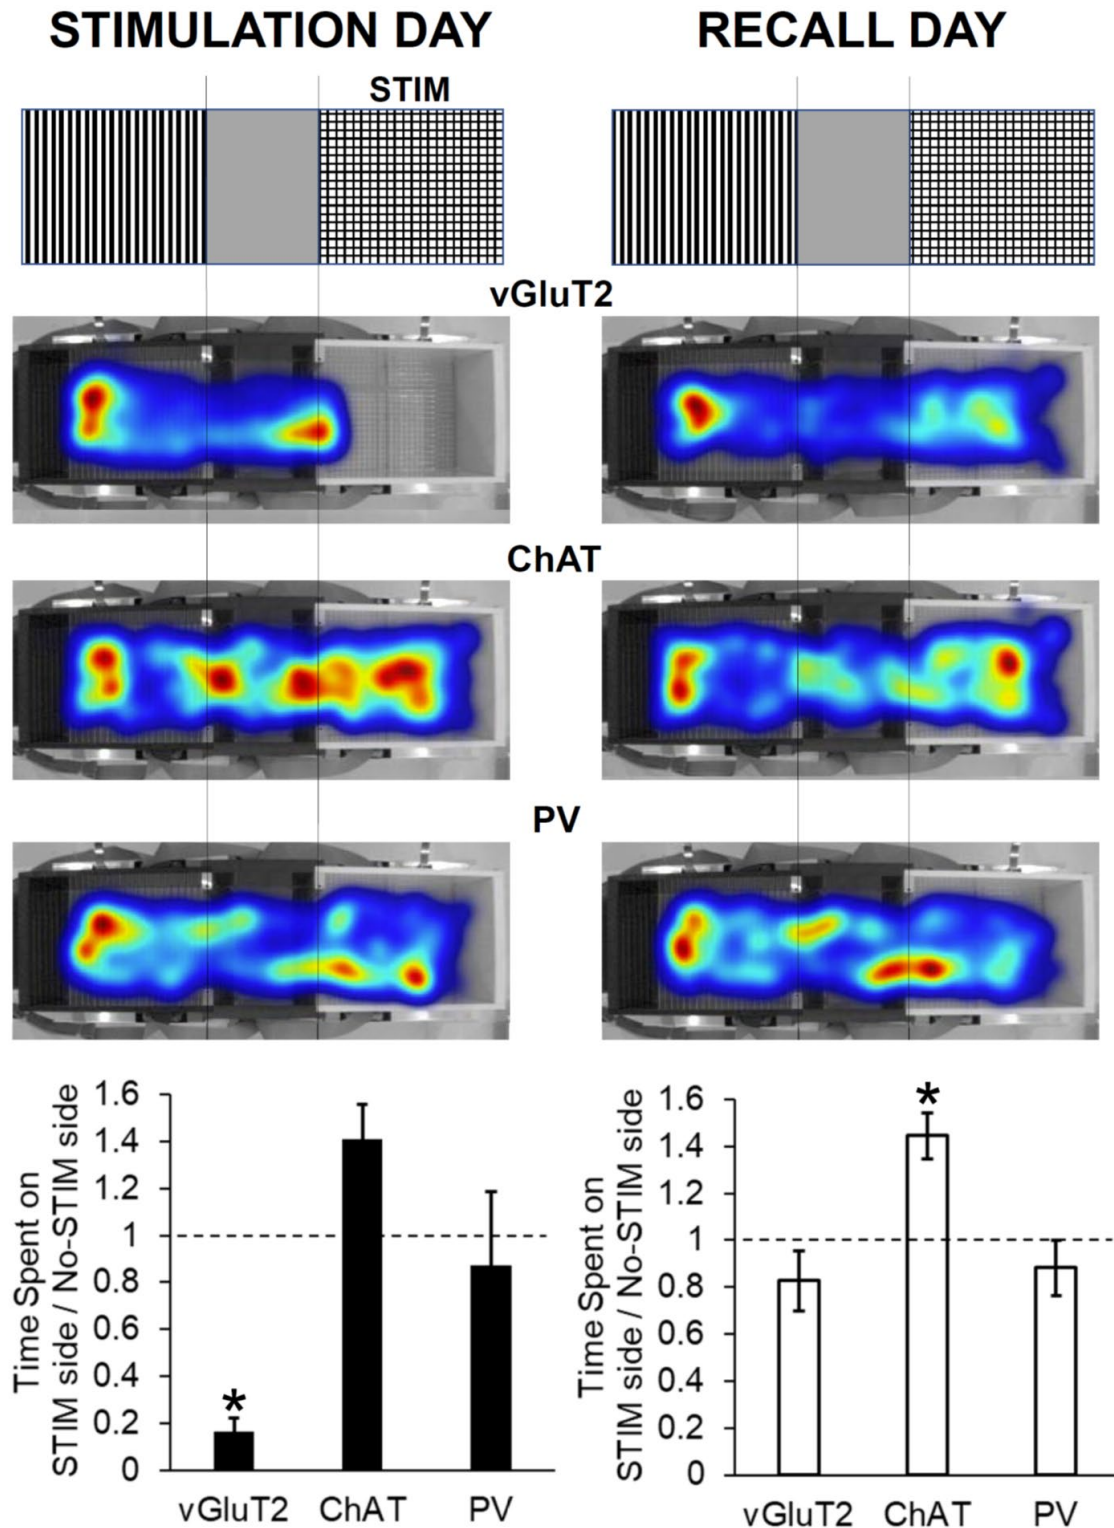 STIMULATION DAY
RECALL DAY
STIM
vGluT2
ChAT
PV
Time Spent on
STIM side / No-STIM side
1.6
1.4
1.2
1
0.8
0.6
0.4
0.2
0
*
vGluT2 ChAT PV
Time Spent on
STIM side / No-STIM side
1.6
1.4
1.2
1
0.8
0.6
0.4
0.2
0
*
vGluT2 ChAT PV